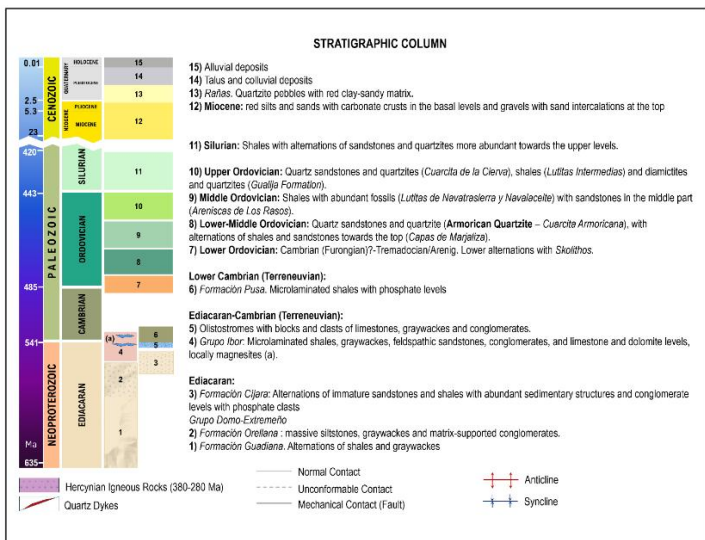 STRATIGRAPHIC COLUMN
0.01
2.5
5.3
23
420
443
485
541
Ma
635
CENOZOIC
PALEOZOIC
NEOPROTEROZOIC
QUATERNARY
NEOGENE
SILURIAN
ORDOVICIAN
CAMBRIAN
EDIACARAN
HOLOCENE
PLIOCENE
MIOCENE
15
14
13
12
11
10
9
8
7
6
(a)
5
4
3
2
1
15) Alluvial deposits
14) Talus and colluvial deposits
13) Rañas. Quartzite pebbles with red clay-sandy matrix.
12) Miocene: red silts and sands with carbonate crusts in the basal levels and gravels with sand intercalations at the top
11) Silurian: Shales with alternations of sandstones and quartzites more abundant towards the upper levels.
10) Upper Ordovician: Quartz sandstones and quartzites (Cuarcita de la Cierva), shales (Lutitas Intermedias) and diamictites
and quartzites (Gualija Formation).
9) Middle Ordovician: Shales with abundant fossils (Lutitas de Navatrasierra y Navalaceite) with sandstones in the middle part
(Areniscas de Los Rasos).
8) Lower-Middle Ordovician: Quartz sandstones and quartzite (Armorican Quartzite – Cuarcita Armoricana), with
alternations of shales and sandstones towards the top (Capas de Marjaliza).
7) Lower Ordovician: Cambrian (Furongian)?-Tremadocian/Arenig. Lower alternations with Skolithos.
Lower Cambrian (Terreneuvian):
6) Formación Pusa. Microlaminated shales with phosphate levels
Ediacaran-Cambrian (Terreneuvian):
5) Olistostromes with blocks and clasts of limestones, graywackes and conglomerates.
4) Grupo Ibor: Microlaminated shales, graywackes, feldspathic sandstones, conglomerates, and limestone and dolomite levels,
locally magnesites (a).
Ediacaran:
3) Formación Cíjara: Alternations of immature sandstones and shales with abundant sedimentary structures and conglomerate
levels with phosphate clasts
Grupo Domo-Extremeño
2) Formación Orellana : massive siltstones, graywackes and matrix-supported conglomerates.
1) Formación Guadiana. Alternations of shales and graywackes
Hercynian Igneous Rocks (380-280 Ma)
Quartz Dykes
Normal Contact
Unconformable Contact
Mechanical Contact (Fault)
Anticline
Syncline